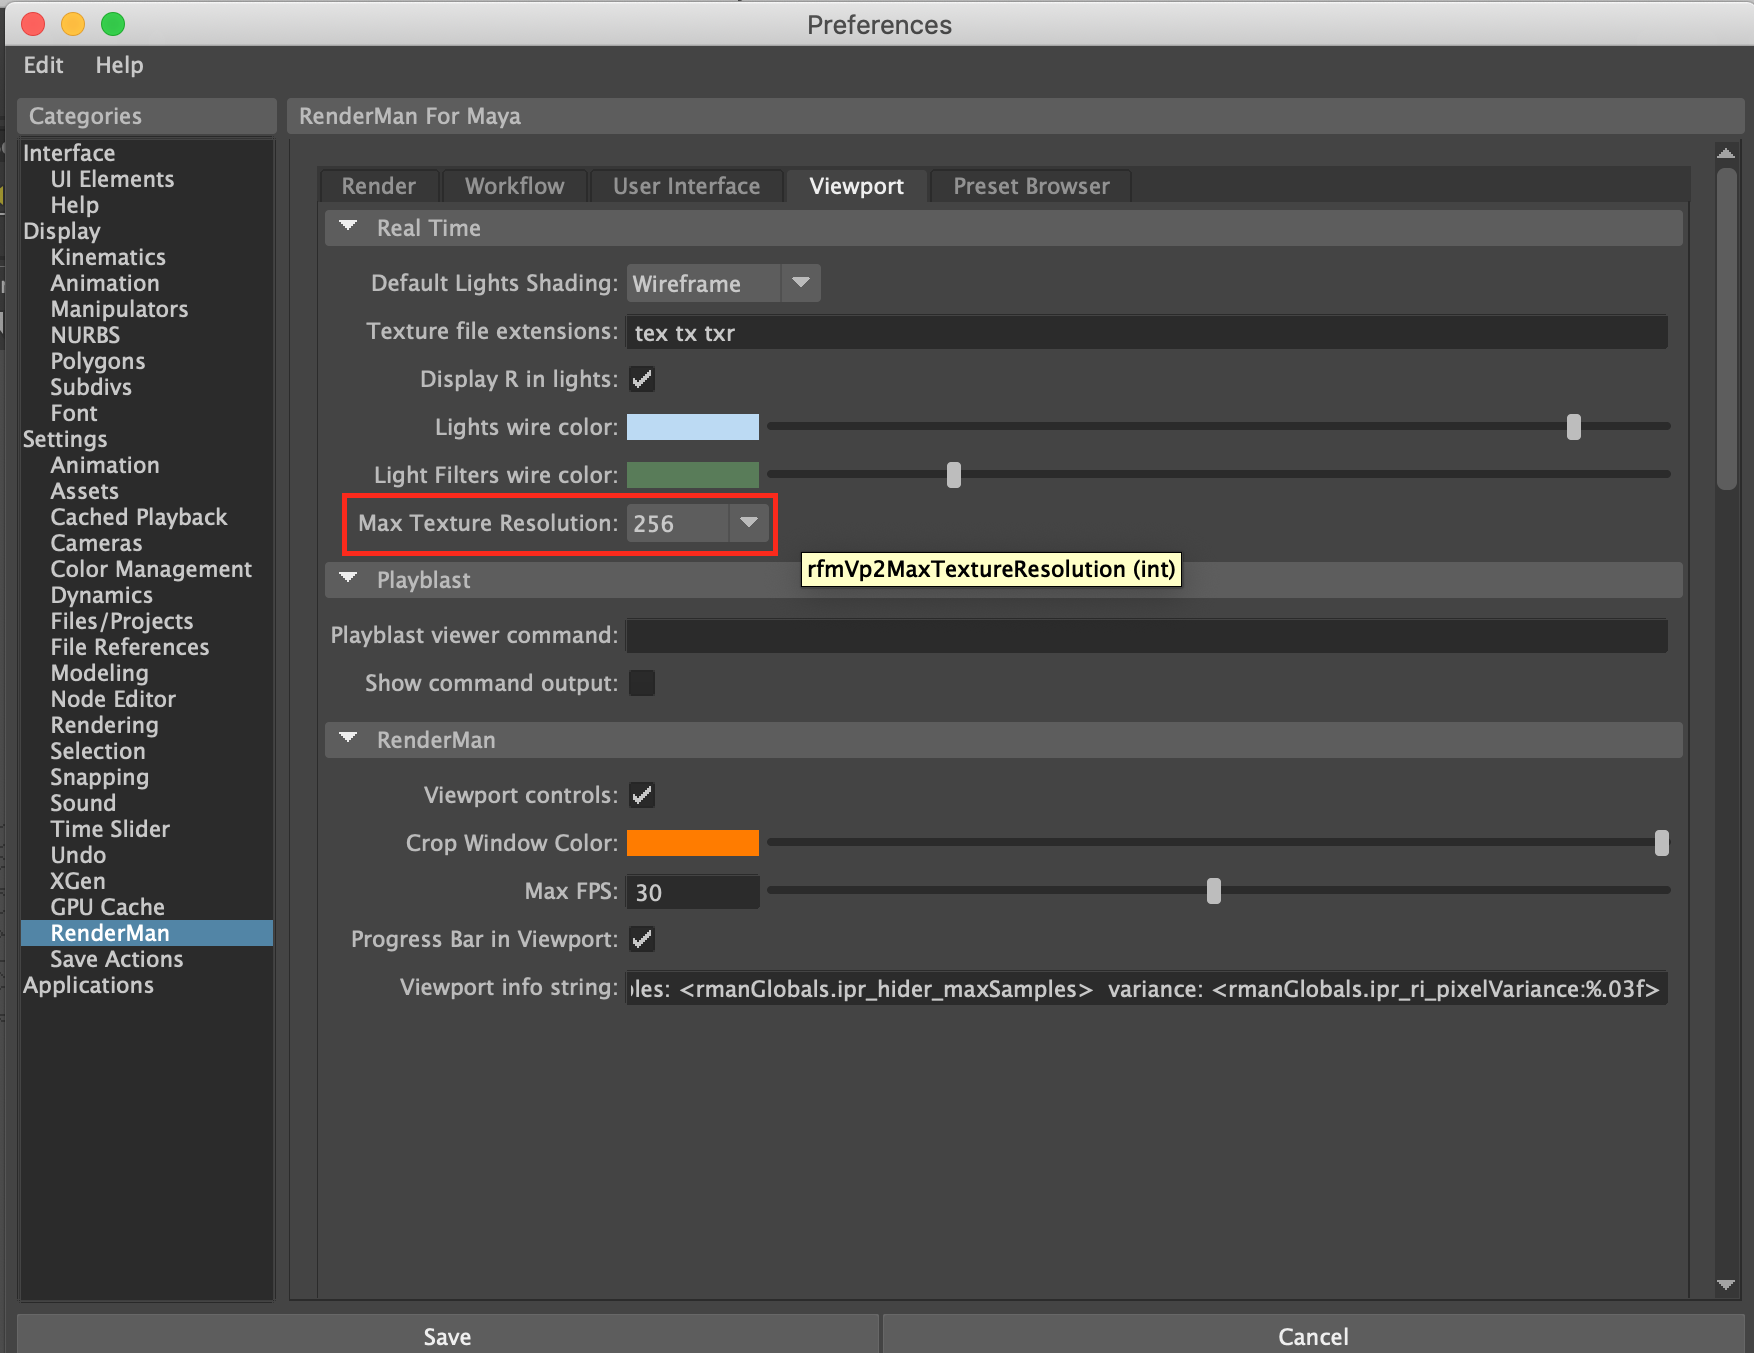 Preferences
Edit Help
Categories
Interface
UI Elements
Help
Display
Kinematics
Animation
Manipulators
NURBS
Polygons
Subdivs
Font
Settings
Animation
Assets
Cached Playback
Cameras
Color Management
Dynamics
Files/Projects
File References
Modeling
Node Editor
Rendering
Selection
Snapping
Sound
Time Slider
Undo
XGen
GPU Cache
RenderMan
Save Actions
Applications
RenderMan For Maya
Render Workflow User Interface Viewport Preset Browser
Real Time
Default Lights Shading: Wireframe
Texture file extensions: tex tx txr
Display R in lights:
Lights wire color:
Light Filters wire color:
Max Texture Resolution: 256
rfmVp2MaxTextureResolution (int)
Playblast
Playblast viewer command:
Show command output:
RenderMan
Viewport controls:
Crop Window Color:
Max FPS: 30
Progress Bar in Viewport:
Viewport info string: les: <rmanGlobals.ipr_hider_maxSamples> variance: <rmanGlobals.ipr_ri_pixelVariance:%.03f>
Save Cancel